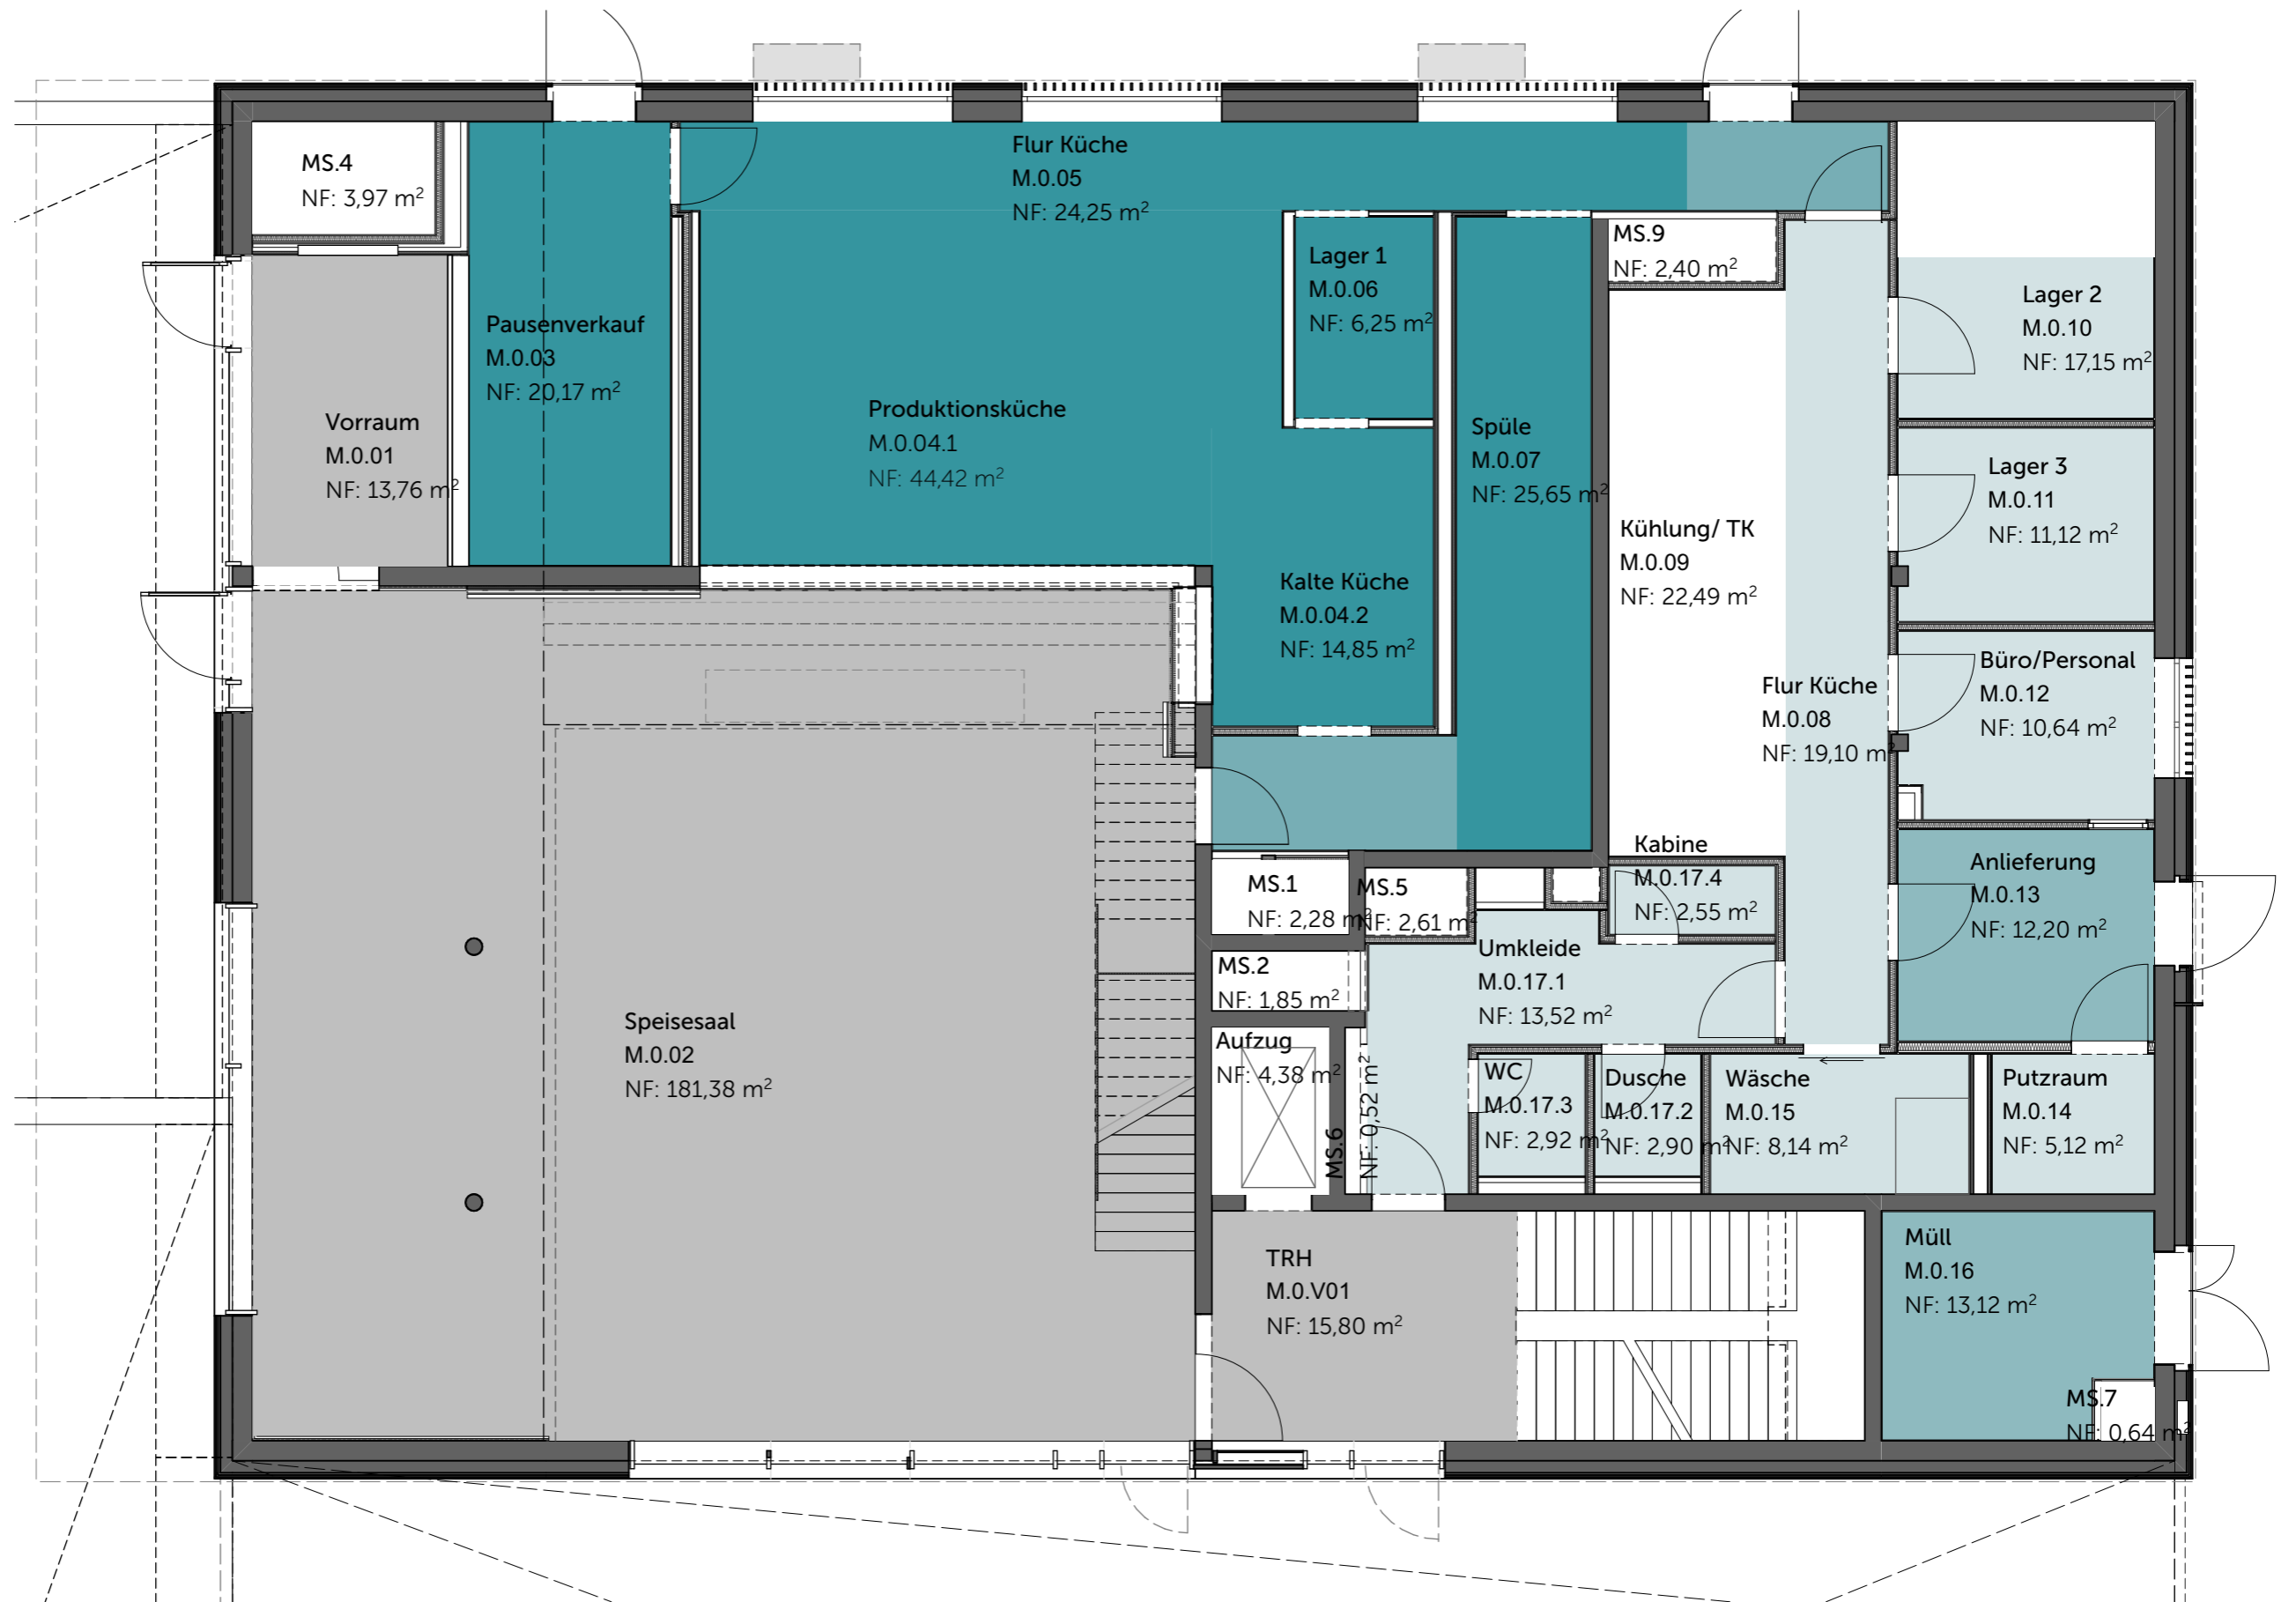 Flur Küche
M.0.05
NF: 24,25 m²
MS.4
NF: 3,97 m²
MS.9
NF: 2,40 m²
Lager 1
M.0.06
NF: 6,25 m²
Lager 2
M.0.10
NF: 17,15 m²
Pausenverkauf
M.0.03
NF: 20,17 m²
Vorraum
M.0.01
NF: 13,76 m²
Produktionsküche
M.0.04.1
NF: 44,42 m²
Spüle
M.0.07
NF: 25,65 m²
Lager 3
M.0.11
NF: 11,12 m²
Kühlung/ TK
M.0.09
NF: 22,49 m²
Kalte Küche
M.0.04.2
NF: 14,85 m²
Büro/Personal
M.0.12
NF: 10,64 m²
Flur Küche
M.0.08
NF: 19,10 m
Kabine
M.0.17.4
NF: 2,55 m²
Anlieferung
M.0.13
NF: 12,20 m²
MS.1
NF: 2,28 m²
MS.5
NF: 2,61 m²
Umkleide
M.0.17.1
NF: 13,52 m²
MS.2
NF: 1,85 m²
Speisesaal
M.0.02
NF: 181,38 m²
Aufzug
NF: 4,38 m²
MS.6
NF: 0,52 m²
WC
M.0.17.3
NF: 2,92 m²
Dusche
M.0.17.2
NF: 2,90 m²
Wäsche
M.0.15
NF: 8,14 m²
Putzraum
M.0.14
NF: 5,12 m²
TRH
M.0.V01
NF: 15,80 m²
Müll
M.0.16
NF: 13,12 m²
MS.7
NF: 0,64 m²